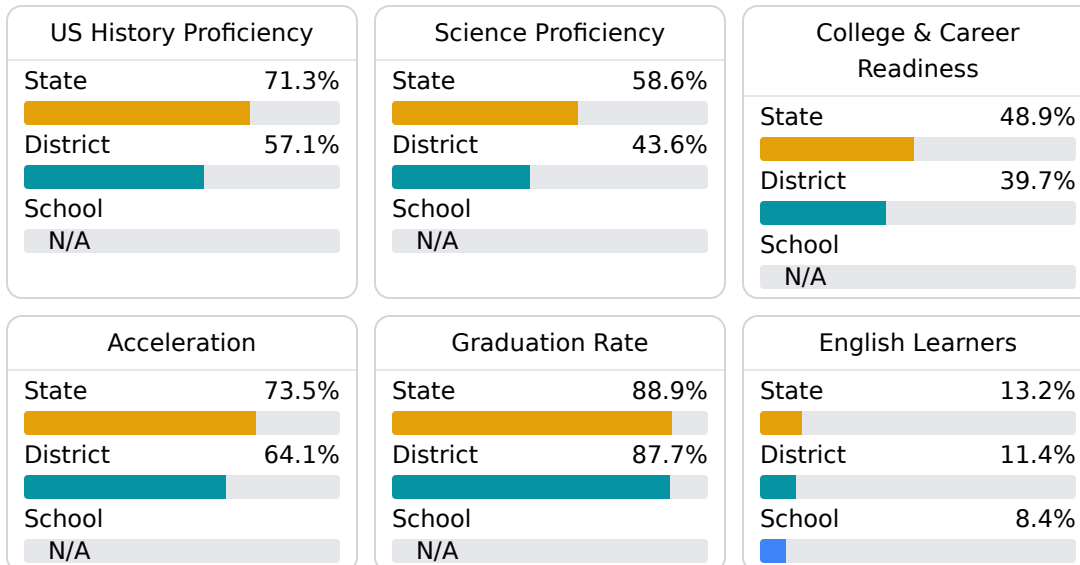 US History Proficiency
State 71.3%
District 57.1%
School
N/A
Science Proficiency
State 58.6%
District 43.6%
School
N/A
College & Career
Readiness
State 48.9%
District 39.7%
School
N/A
Acceleration
State 73.5%
District 64.1%
School
N/A
Graduation Rate
State 88.9%
District 87.7%
School
N/A
English Learners
State 13.2%
District 11.4%
School 8.4%